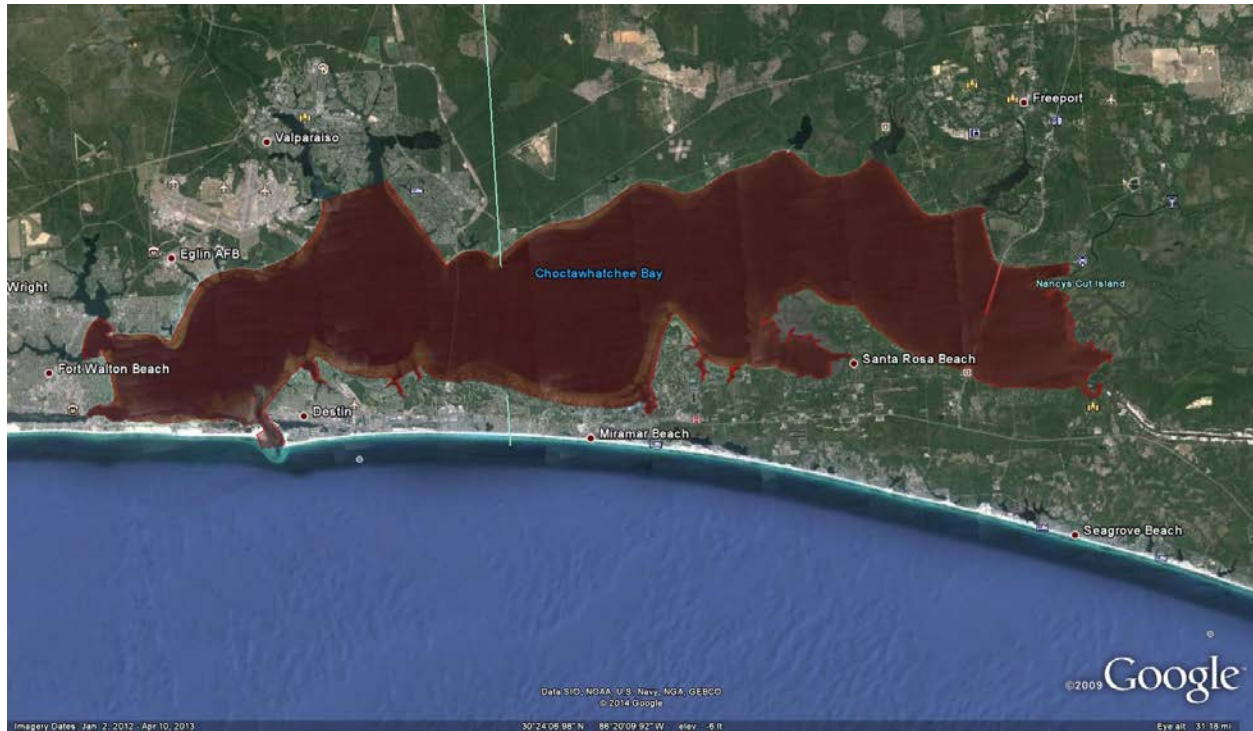 Freeport
Valparaiso
Eglin AFB
Choctawhatchee Bay
Nancys Cut Island
Wright
Fort Walton Beach
Santa Rosa Beach
Destin
Miramar Beach
Seagrove Beach
©2009 Google
Data SIO, NOAA, U.S. Navy, NGA, GEBCO
© 2014 Google
Imagery Dates: Jan 2, 2012 - Apr 10, 2013 30°24'06.98" N 86°20'09.92" W elev -6 ft Eye alt 31.18 mi